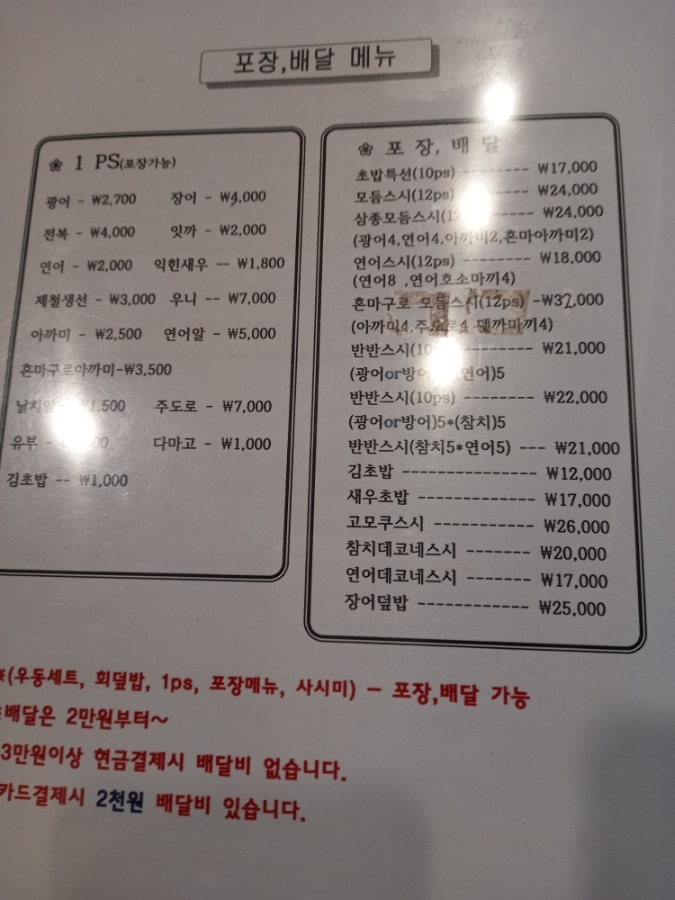 포장,배달 메뉴
❀ 1 PS(포장가능)
광어 - ₩2,700 장어 - ₩4,000
전복 - ₩4,000 잇까 - ₩2,000
연어 - ₩2,000 익힌새우 -- ₩1,800
제철생선 - ₩3,000 우니 -- ₩7,000
아까미 - ₩2,500 연어알 - ₩5,000
혼마구로아까미-₩3,500
날치알 1,500 주도로 - ₩7,000
유부 - 다마고 - ₩1,000
김초밥 -- ₩1,000
❀ 포 장, 배 달
초밥특선(10ps) -------- ₩17,000
모듬스시(12ps) -------- ₩24,000
삼종모듬스시(12 ------ ₩24,000
(광어4,연어4,아까미2,혼마아까미2)
연어스시(12ps) -------- ₩18,000
(연어8 ,연어호소마끼4)
혼마구로 모듬스시(12ps) -₩32,000
(아까미4,주도로4 뎃까마끼4)
반반스시(10 -------- ₩21,000
(광어or방어 연어)5
반반스시(10ps) -------- ₩22,000
(광어or방어)5*(참치)5
반반스시(참치5*연어5) --- ₩21,000
김초밥 --------------- ₩12,000
새우초밥 ------------- ₩17,000
고모쿠스시 ------------ ₩26,000
참치데코네스시 ------- ₩20,000
연어데코네스시 ------- ₩17,000
장어덮밥 ------------ ₩25,000
*(우동세트, 회덮밥, 1ps, 포장메뉴, 사시미) - 포장,배달 가능
*배달은 2만원부터~
3만원이상 현금결제시 배달비 없습니다.
카드결제시 2천원 배달비 있습니다.